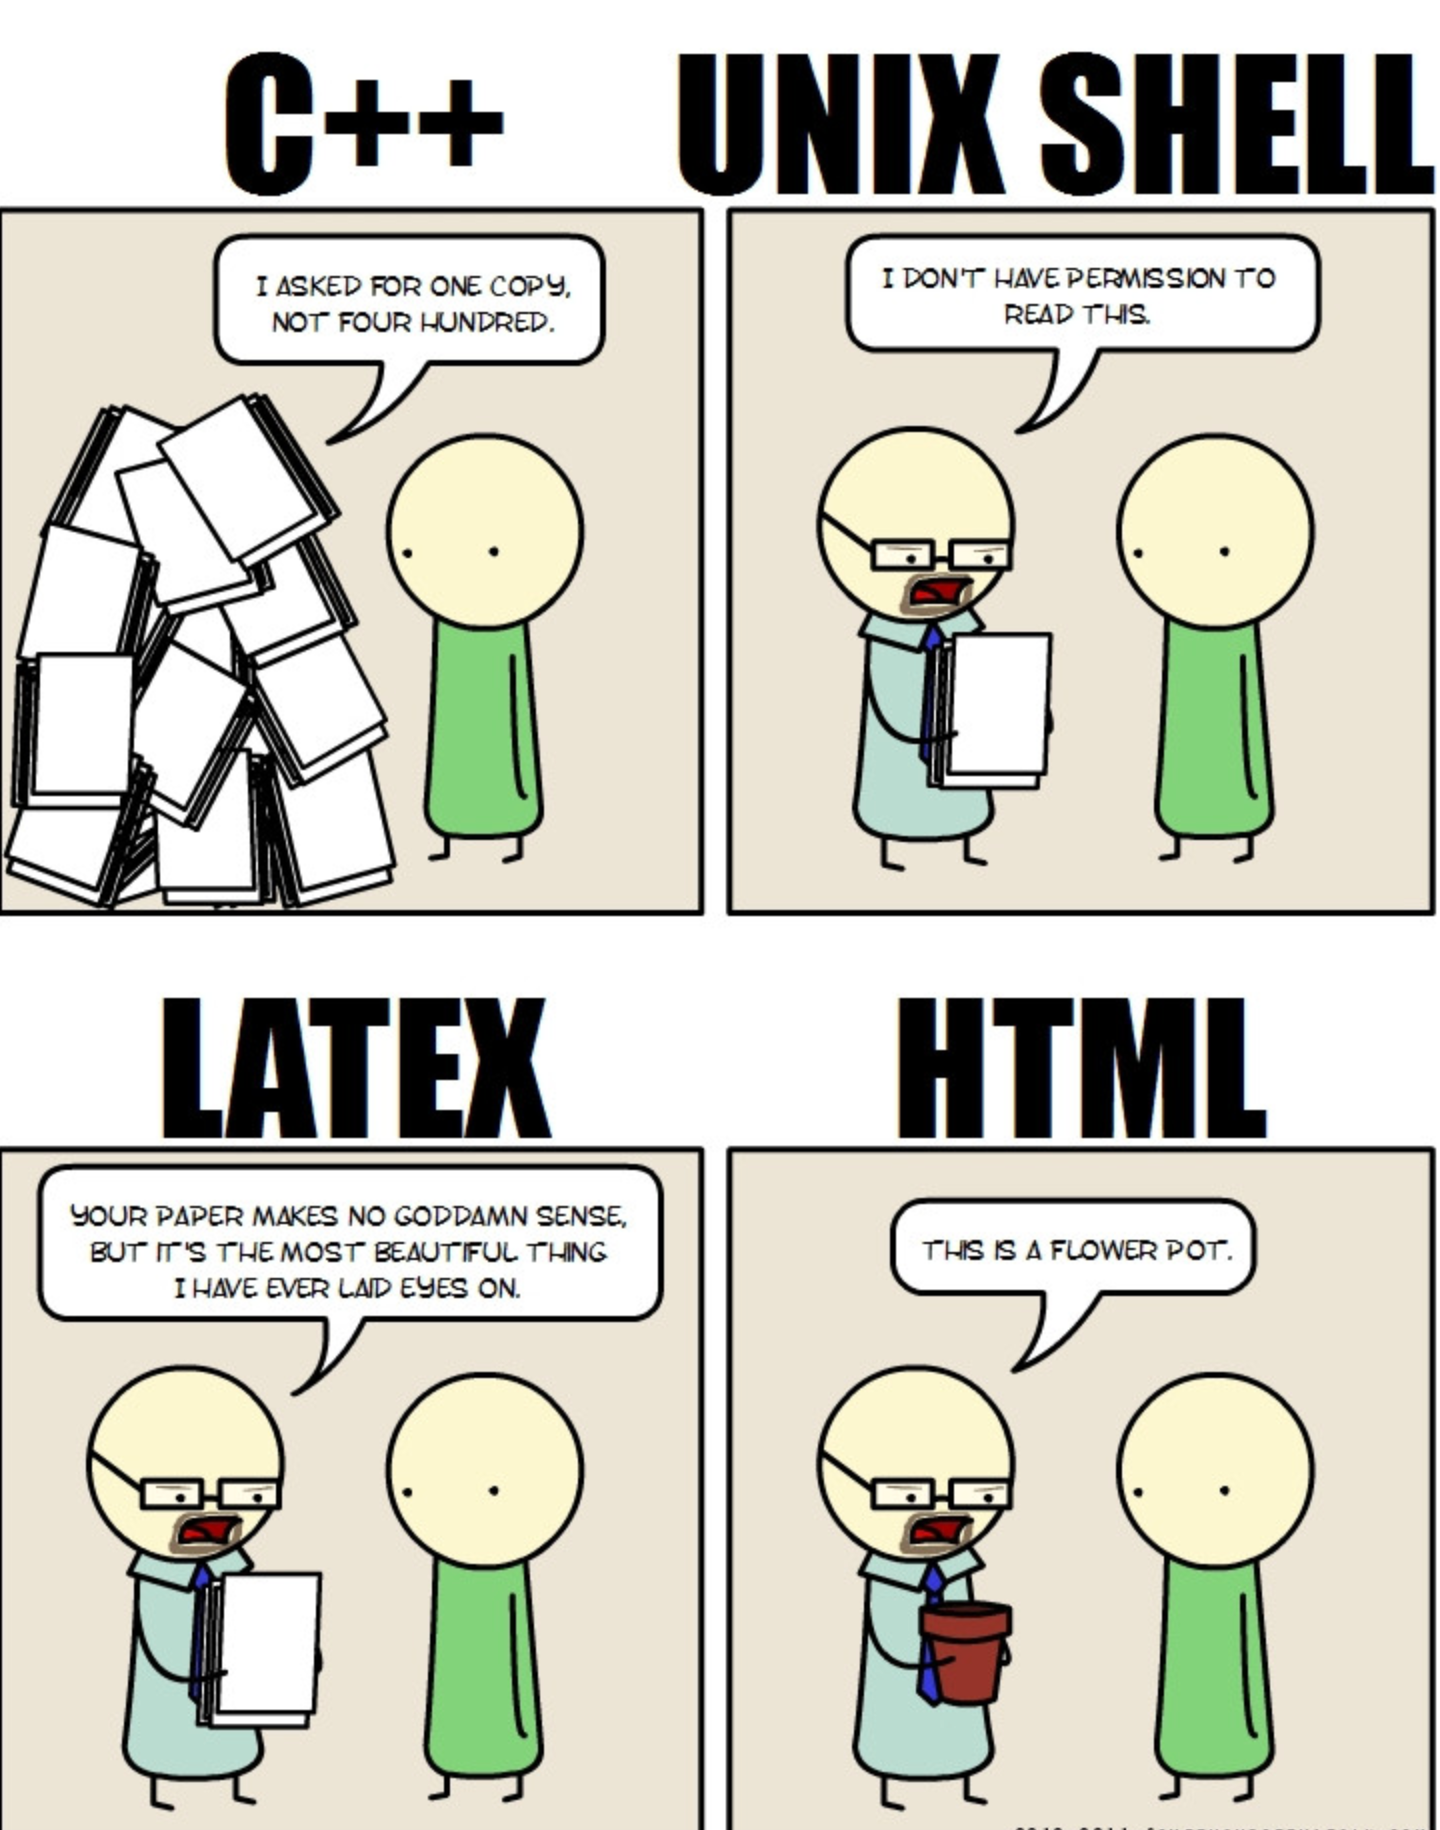 C++ UNIX SHELL
I ASKED FOR ONE COPY,
NOT FOUR HUNDRED.
I DON'T HAVE PERMISSION TO
READ THIS.
LATEX HTML
YOUR PAPER MAKES NO GODDAMN SENSE,
BUT IT'S THE MOST BEAUTIFUL THING
I HAVE EVER LAID EYES ON.
THIS IS A FLOWER POT.